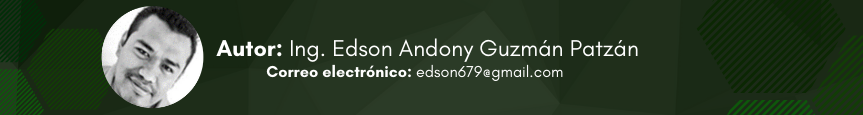 Autor: Ing. Edson Andony Guzmán Patzán
Correo electrónico: edson679@gmail.com